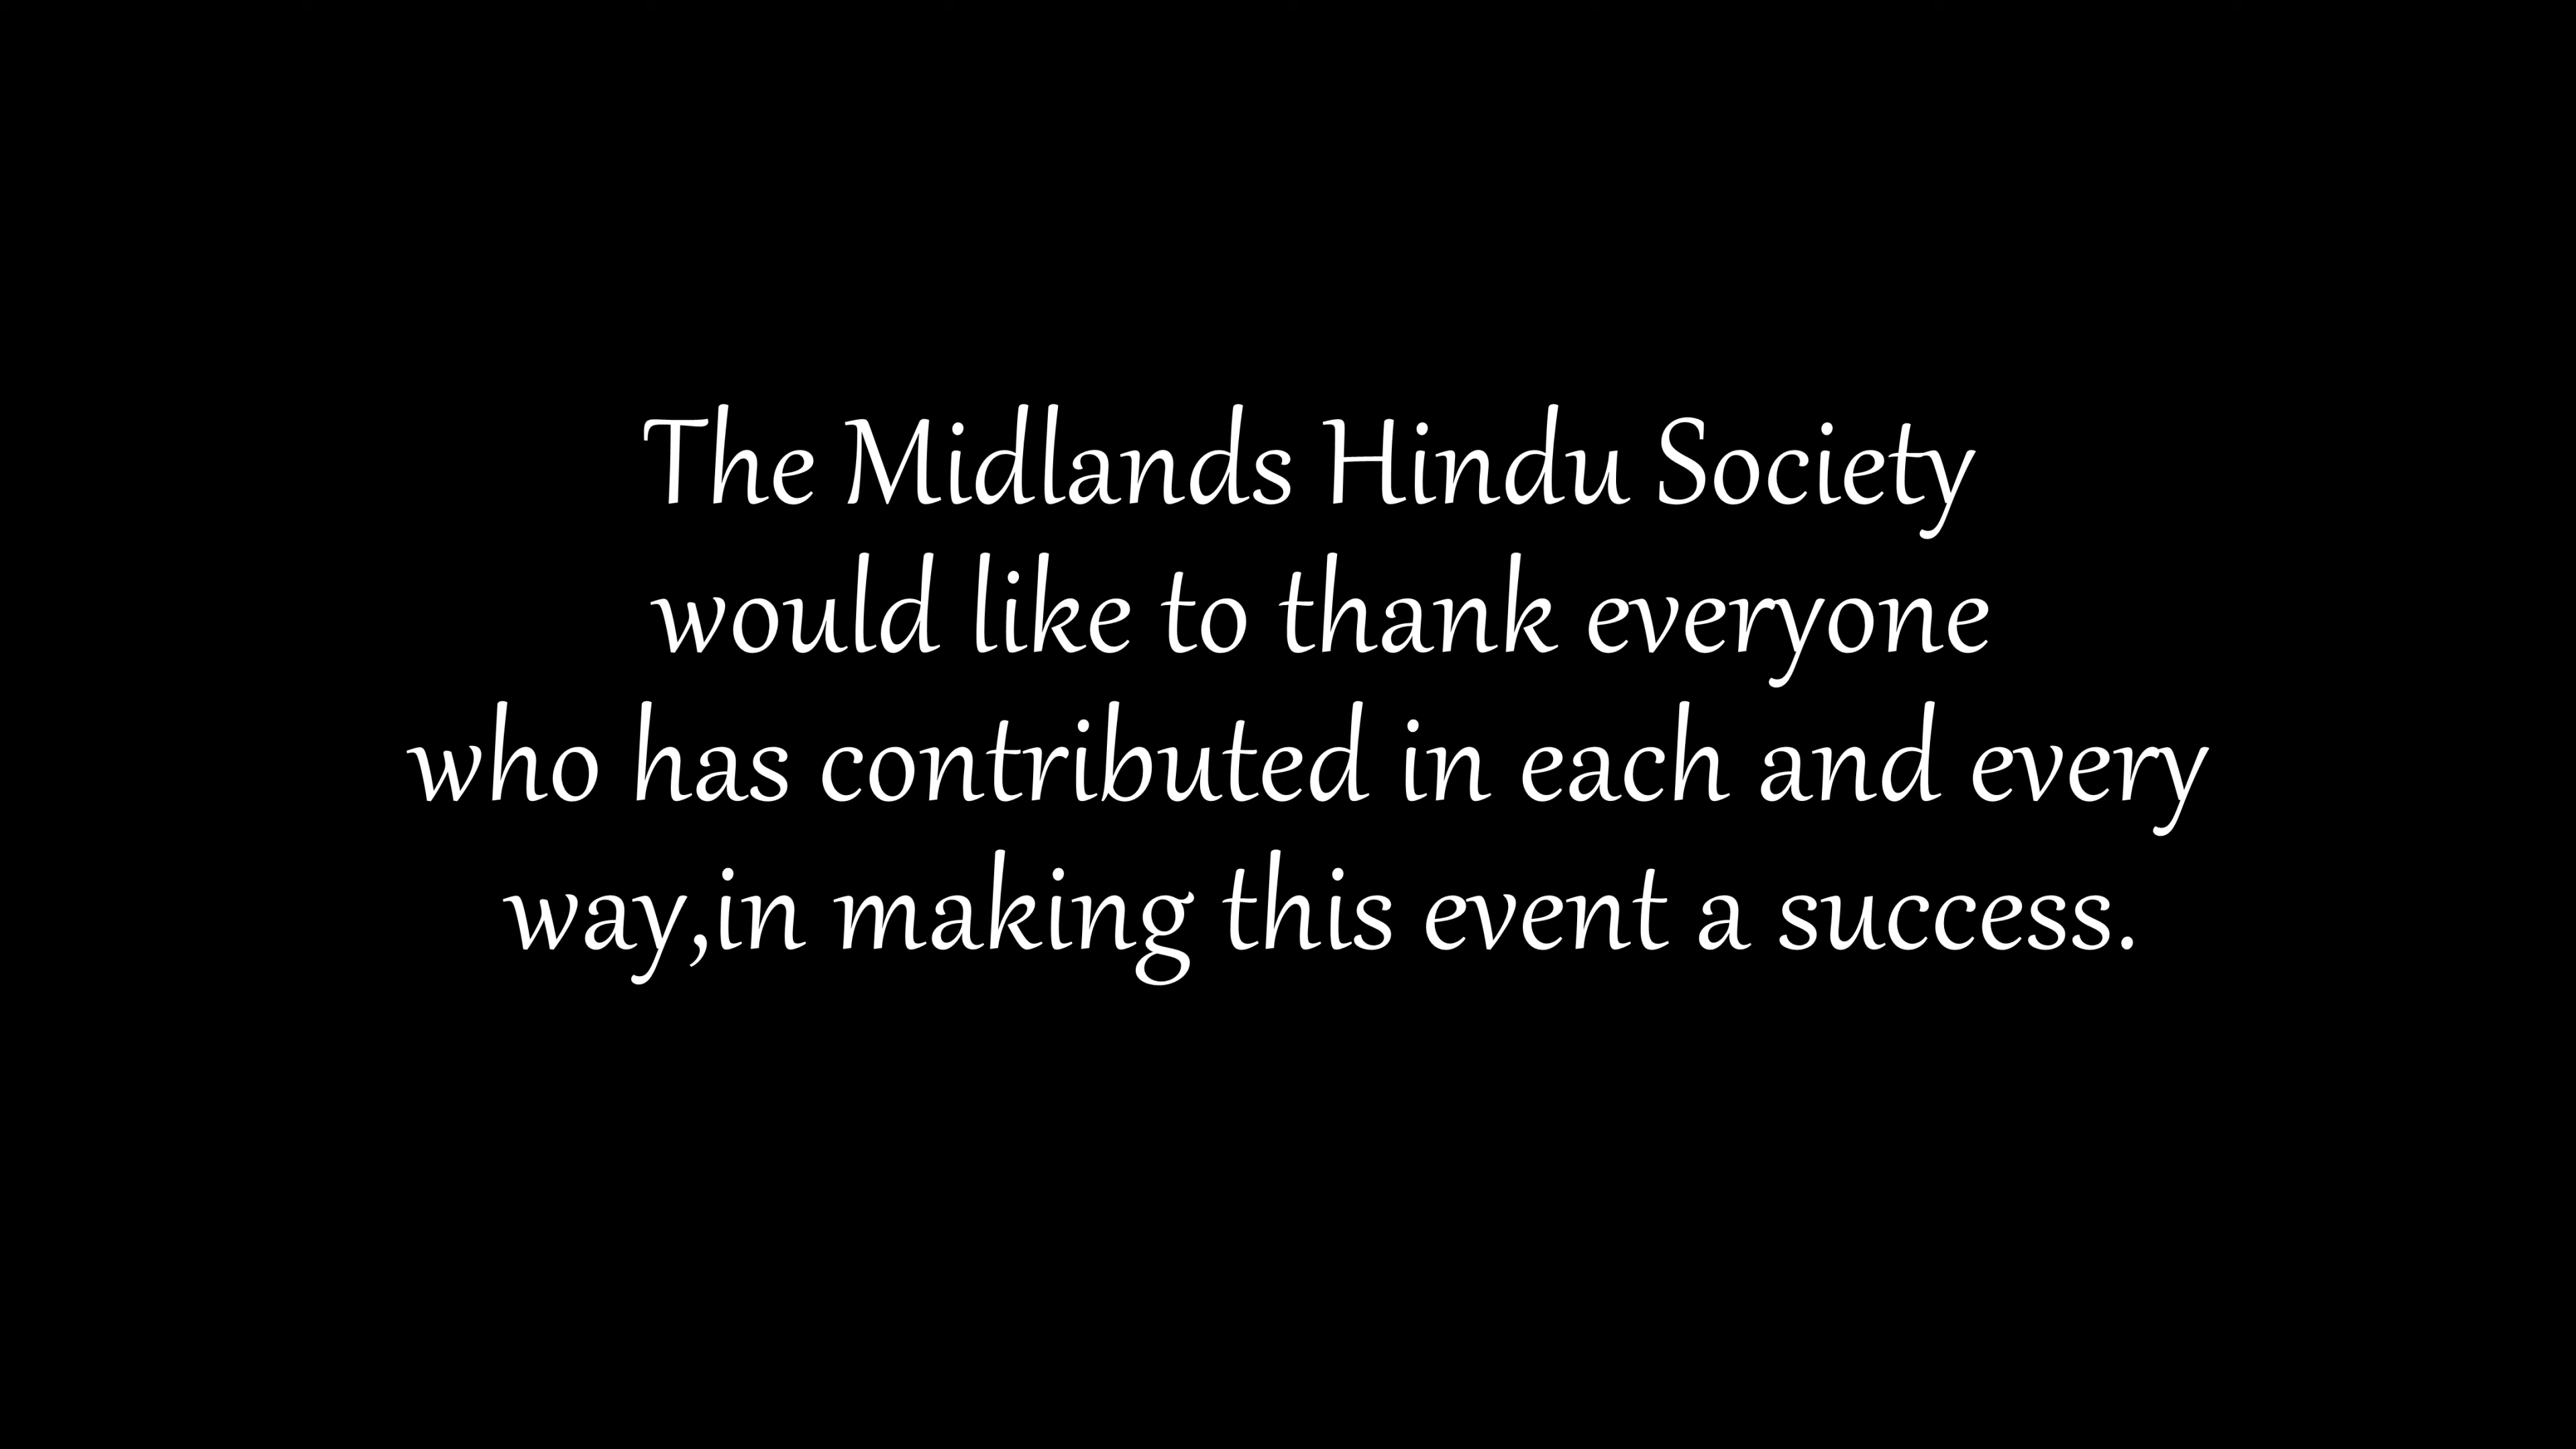 The Midlands Hindu Society
would like to thank everyone
who has contributed in each and every
way,in making this event a success.